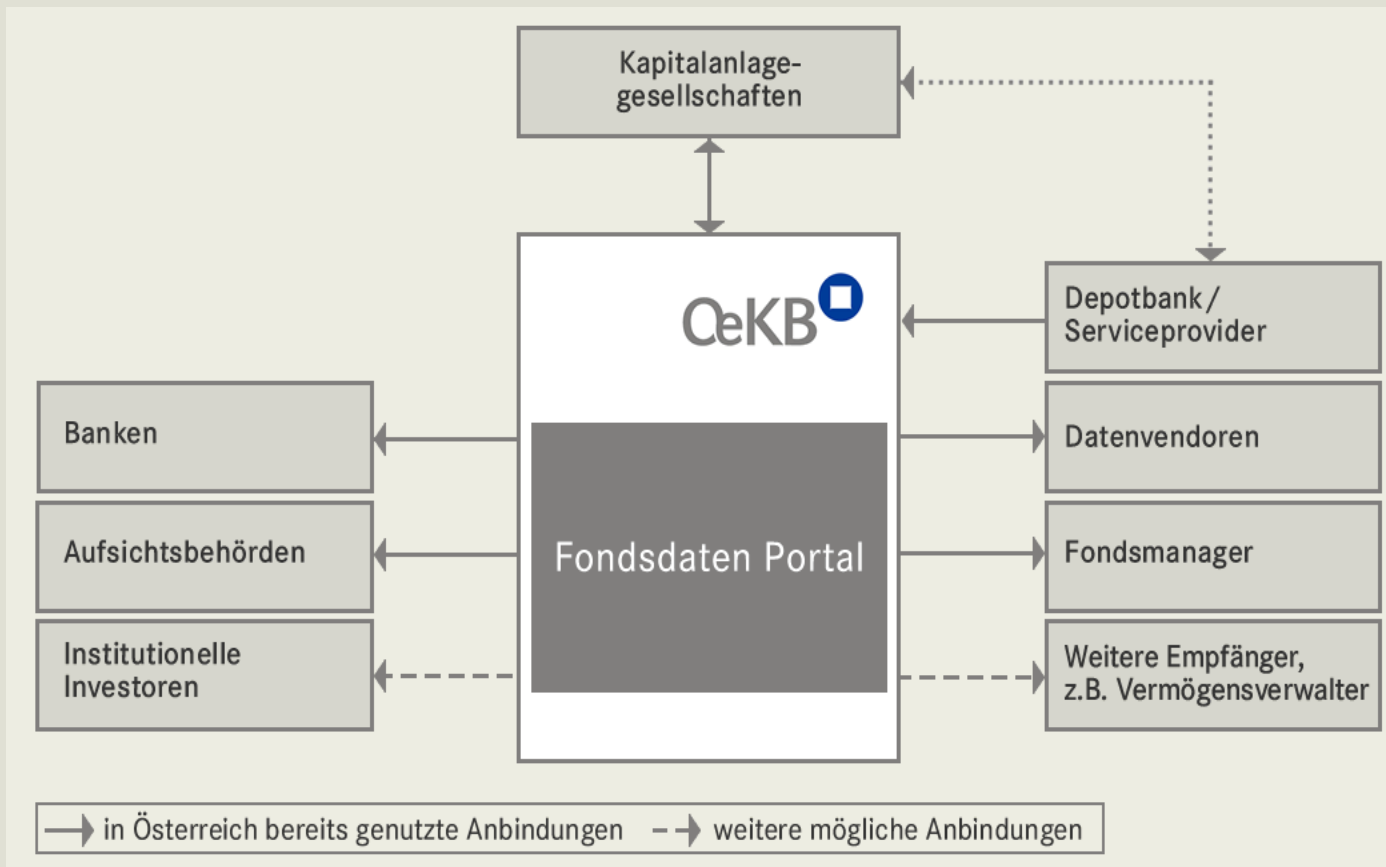 Kapitalanlage-
gesellschaften
OeKB
Depotbank/
Serviceprovider
Banken
Datenvendoren
Aufsichtsbehörden
Fondsdaten Portal
Fondsmanager
Institutionelle
Investoren
Weitere Empfänger,
z.B. Vermögensverwalter
in Österreich bereits genutzte Anbindungen
weitere mögliche Anbindungen